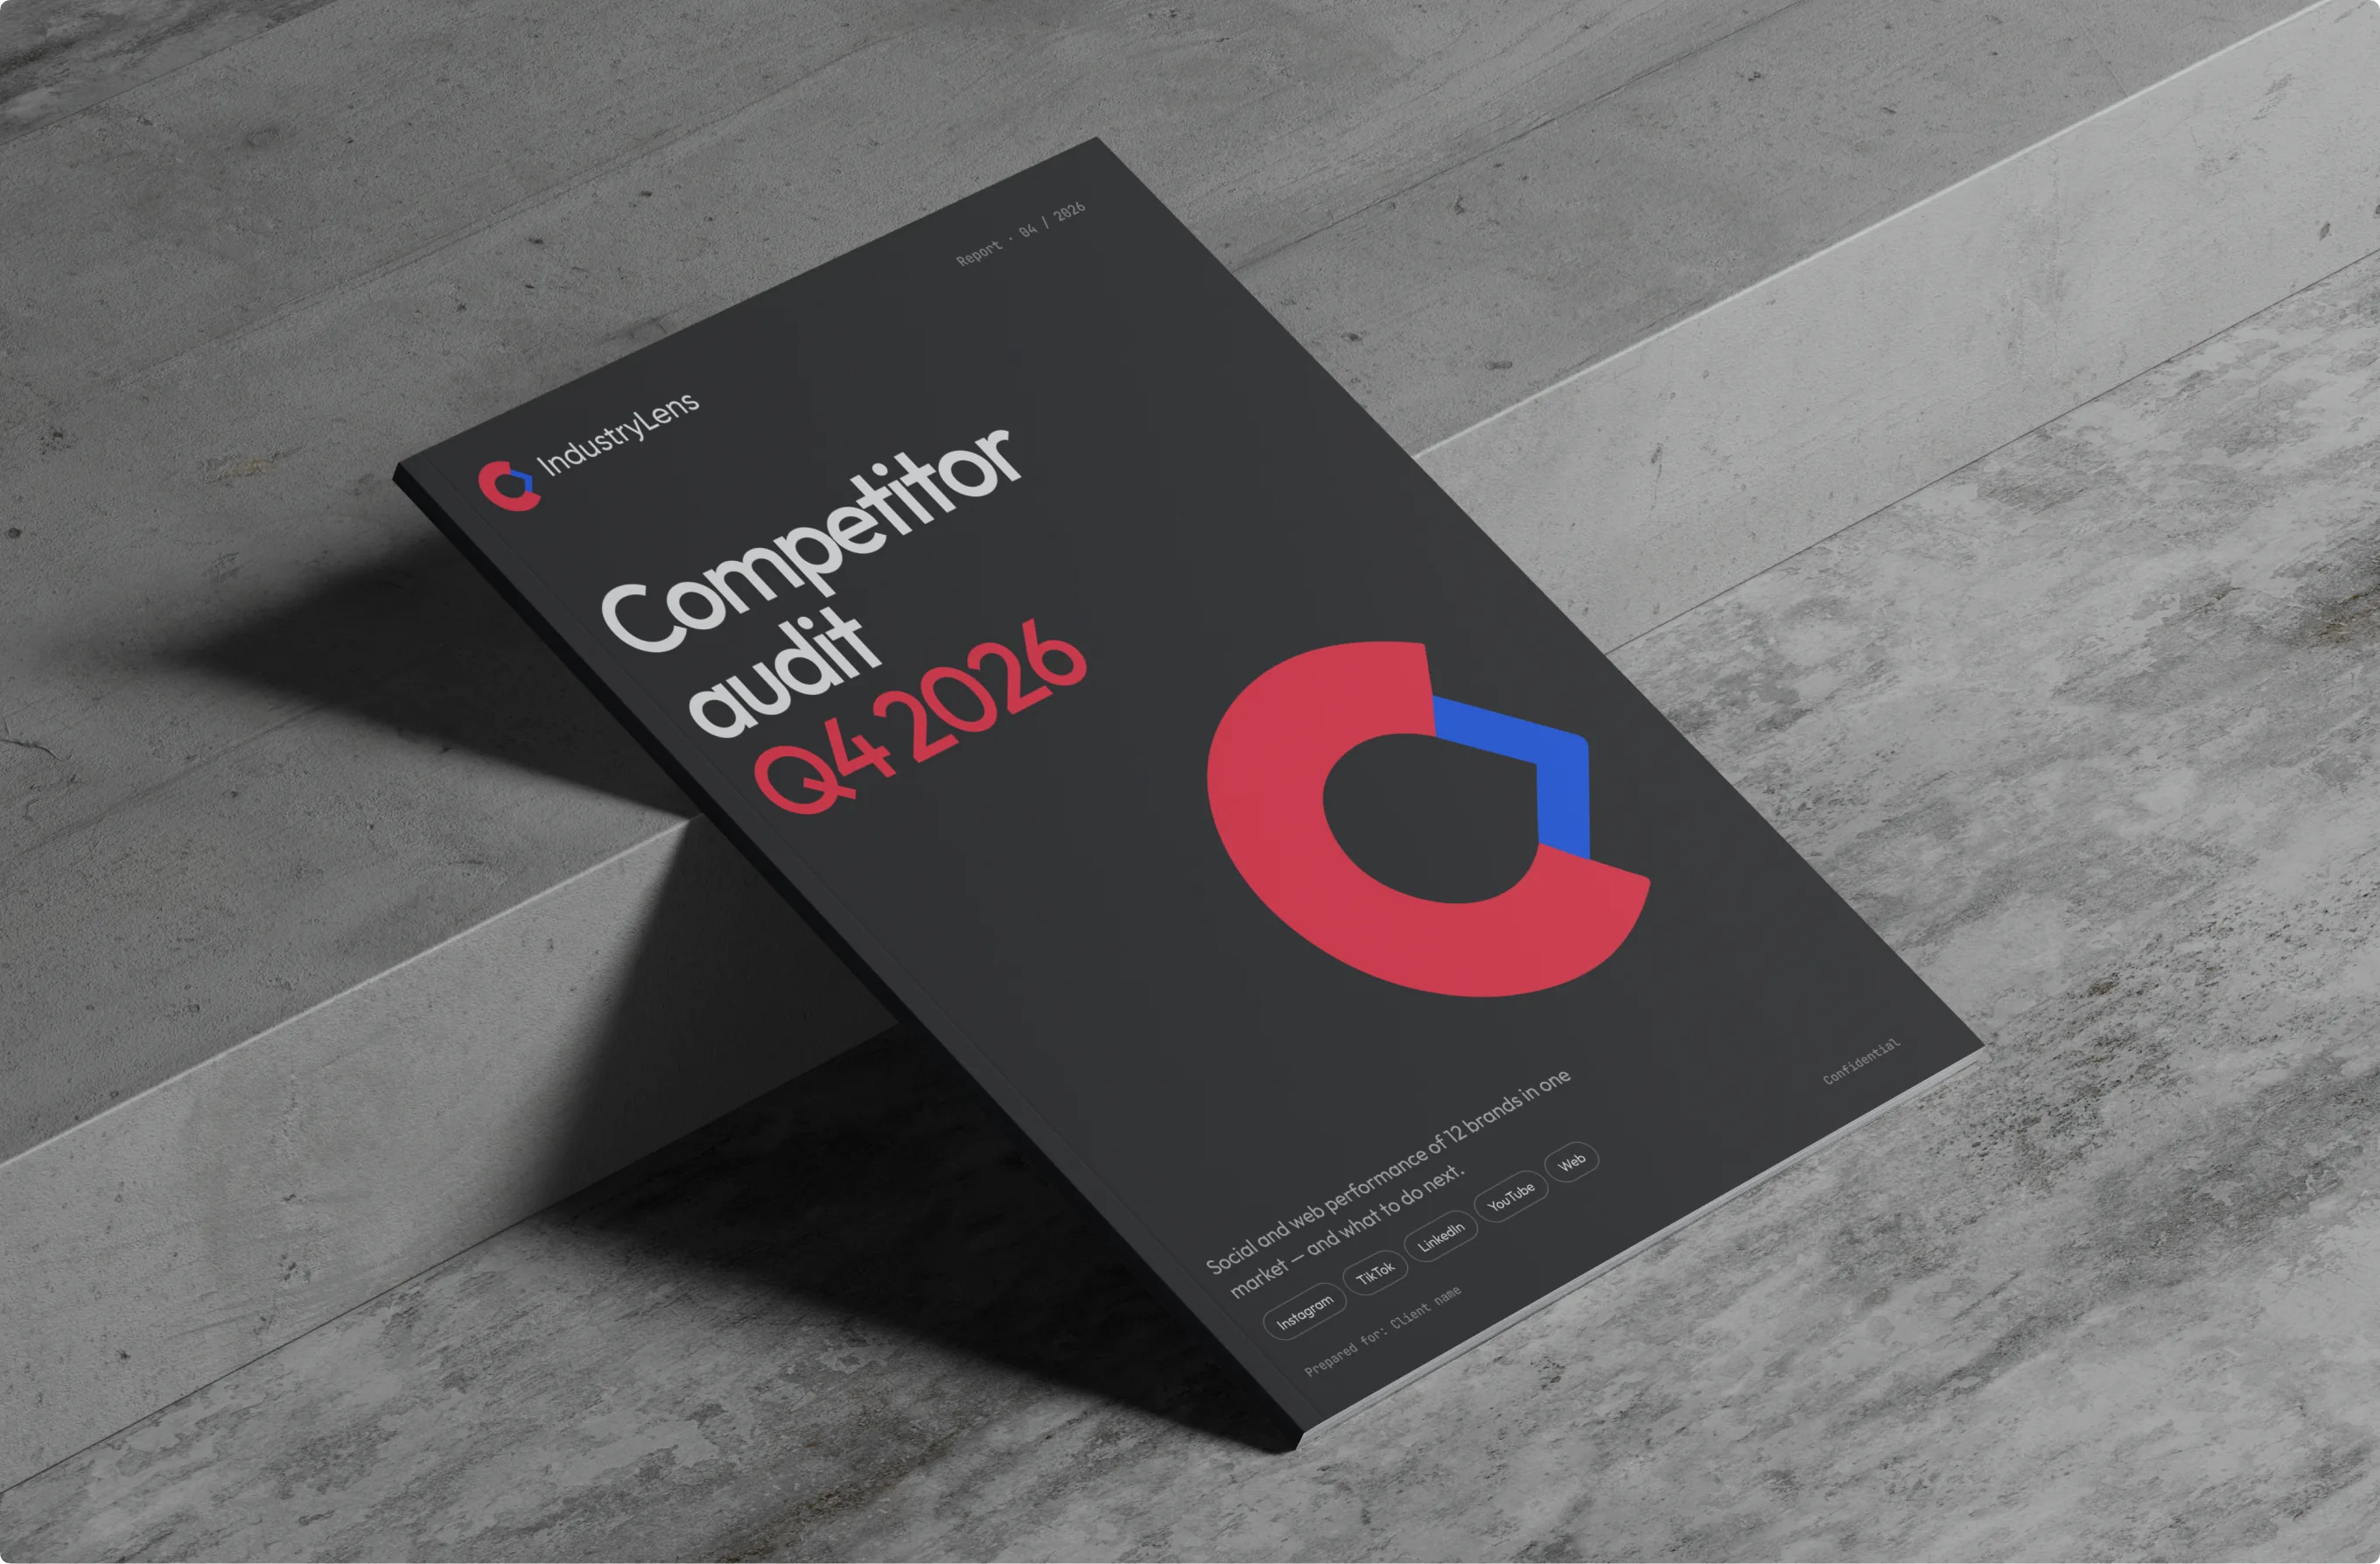 Report · 04 / 2026
IndustryLens
Competitor
audit
Q4 2026
Social and web performance of 12 brands in one
market — and what to do next.
Instagram TikTok LinkedIn YouTube Web
Prepared for: Client name
Confidential